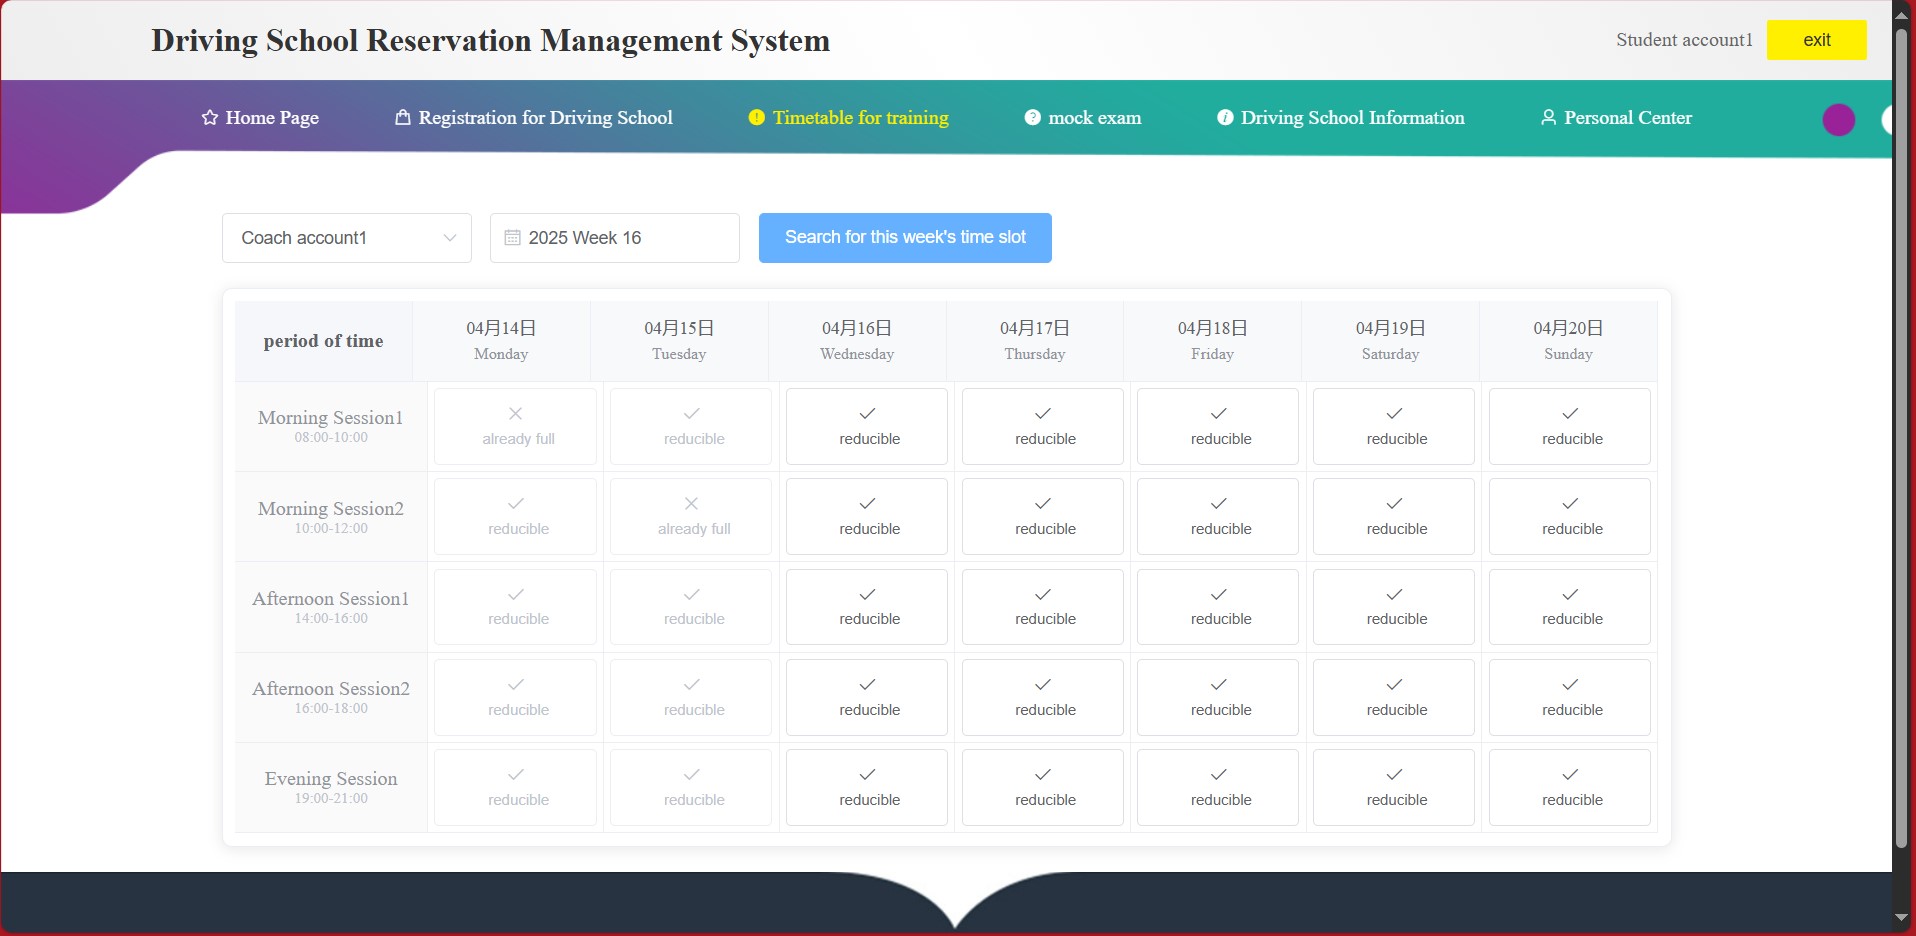 Driving School Reservation Management System
Student account1
exit
Home Page
Registration for Driving School
Timetable for training
mock exam
Driving School Information
Personal Center
Coach account1
2025 Week 16
Search for this week's time slot
period of time
04月14日
Monday
04月15日
Tuesday
04月16日
Wednesday
04月17日
Thursday
04月18日
Friday
04月19日
Saturday
04月20日
Sunday
Morning Session1
08:00-10:00
already full
reducible
reducible
reducible
reducible
reducible
reducible
Morning Session2
10:00-12:00
reducible
already full
reducible
reducible
reducible
reducible
reducible
Afternoon Session1
14:00-16:00
reducible
reducible
reducible
reducible
reducible
reducible
reducible
Afternoon Session2
16:00-18:00
reducible
reducible
reducible
reducible
reducible
reducible
reducible
Evening Session
19:00-21:00
reducible
reducible
reducible
reducible
reducible
reducible
reducible